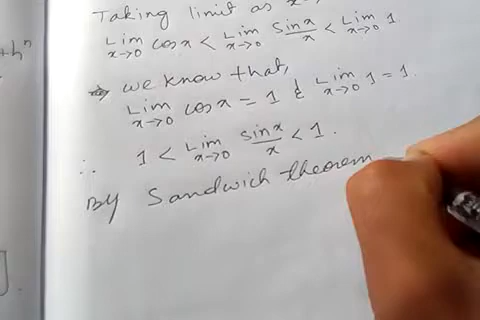 Taking limit as x
Lim x→0 cos x < Lim x→0 sin x / x < Lim x→0 1.
⇒ we know that,
Lim x→0 cos x = 1 & Lim x→0 1 = 1.
∴ 1 < Lim x→0 sin x / x < 1.
By Sandwich theorem